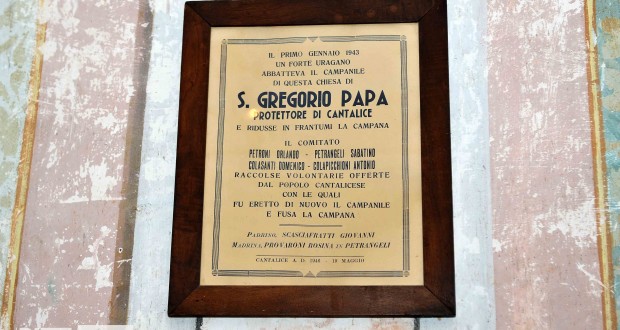 IL PRIMO GENNAIO 1943
UN FORTE URAGANO
ABBATTEVA IL CAMPANILE
DI QUESTA CHIESA DI
S. GREGORIO PAPA
PROTETTORE DI CANTALICE
E RIDUSSE IN FRANTUMI LA CAMPANA
IL COMITATO
PETRONI ORLANDO - PETRANGELI SABATINO
COLASANTI DOMENICO - COLAPICCHIONI ANTONIO
RACCOLSE VOLONTARIE OFFERTE
DAL POPOLO CANTALICESE
CON LE QUALI
FU ERETTO DI NUOVO IL CAMPANILE
E FUSA LA CAMPANA
PADRINO, SCASCIAFRATTI GIOVANNI
MADRINA, PROVARONI ROSINA IN PETRANGELI
CANTALICE A. D. - MAGGIO